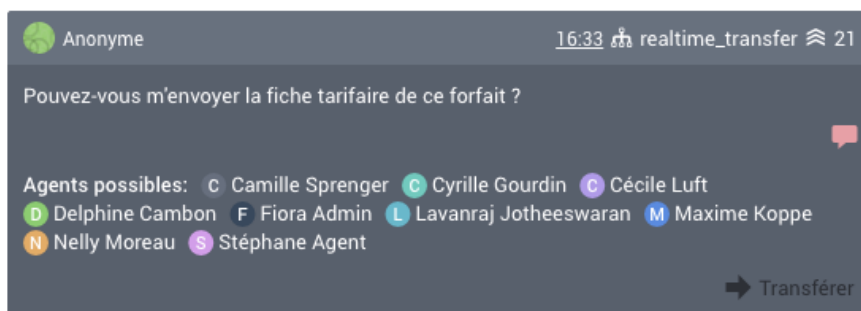 Anonyme 16:33 realtime_transfer 21
Pouvez-vous m'envoyer la fiche tarifaire de ce forfait ?
Agents possibles: C Camille Sprenger C Cyrille Gourdin C Cécile Luft
D Delphine Cambon F Fiora Admin L Lavanraj Jotheeswaran M Maxime Koppe
N Nelly Moreau S Stéphane Agent
Transférer